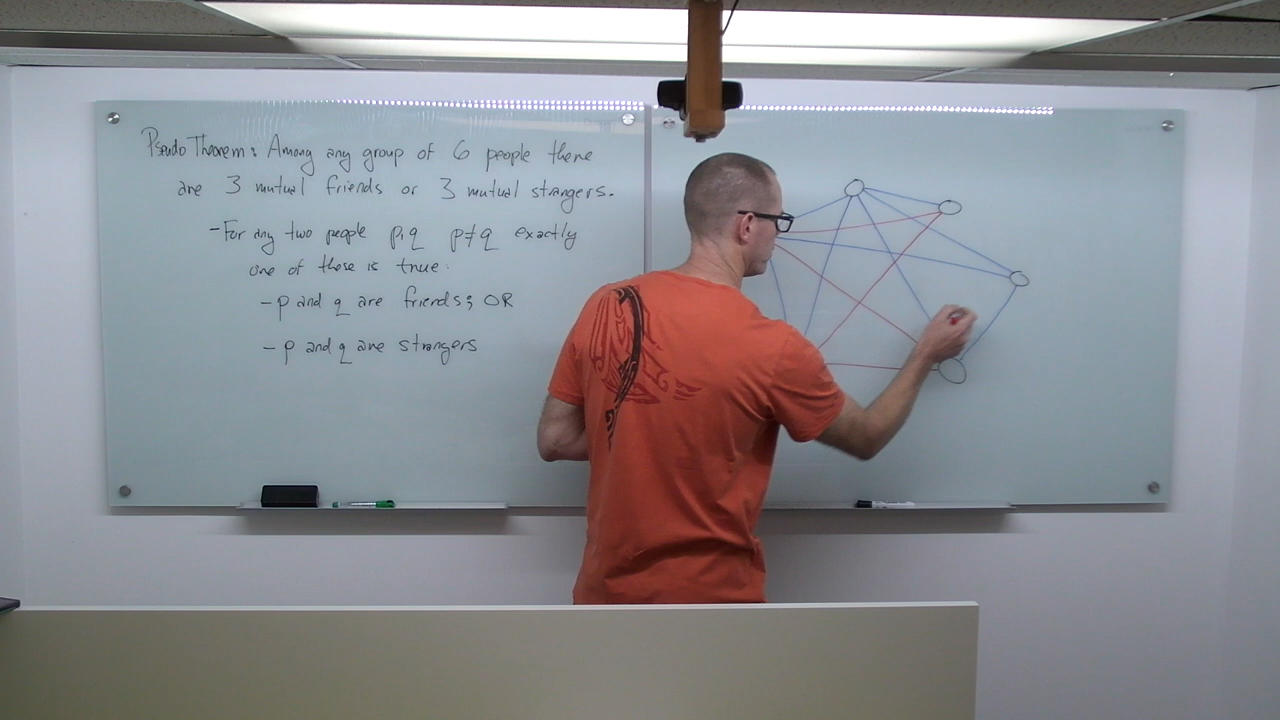 Pseudo Theorem: Among any group of 6 people there
are 3 mutual friends or 3 mutual strangers.
- For any two people p,q p≠q exactly
one of these is true.
- p and q are friends; OR
- p and q are strangers